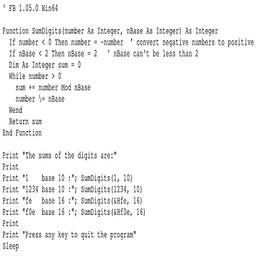 ' FB 1.05.0 Win64

Function SumDigits(number As Integer, nBase As Integer) As Integer
  If number < 0 Then number = -number  ' convert negative numbers to positive
  If nBase < 2 Then nBase = 2   ' nBase can't be less than 2
  Dim As Integer sum = 0
  While number > 0
    sum += number Mod nBase
    number \= nBase
  Wend
  Return sum
End Function

Print "The sums of the digits are:"
Print
Print "1    base 10 :"; SumDigits(1, 10)
Print "1234 base 10 :"; SumDigits(1234, 10)
Print "fe   base 16 :"; SumDigits(&Hfe, 16)
Print "f0e  base 16 :"; SumDigits(&Hf0e, 16)
Print
Print "Press any key to quit the program"
Sleep